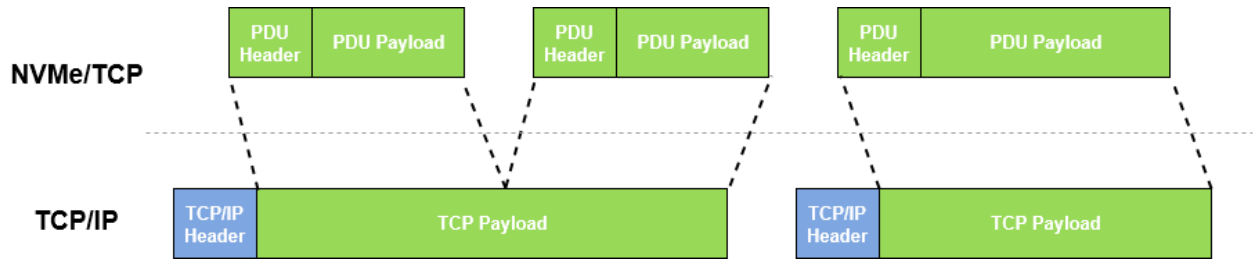 PDU
Header
PDU Payload
PDU
Header
PDU Payload
PDU
Header
PDU Payload
NVMe/TCP
TCP/IP
TCP/IP
Header
TCP Payload
TCP/IP
Header
TCP Payload